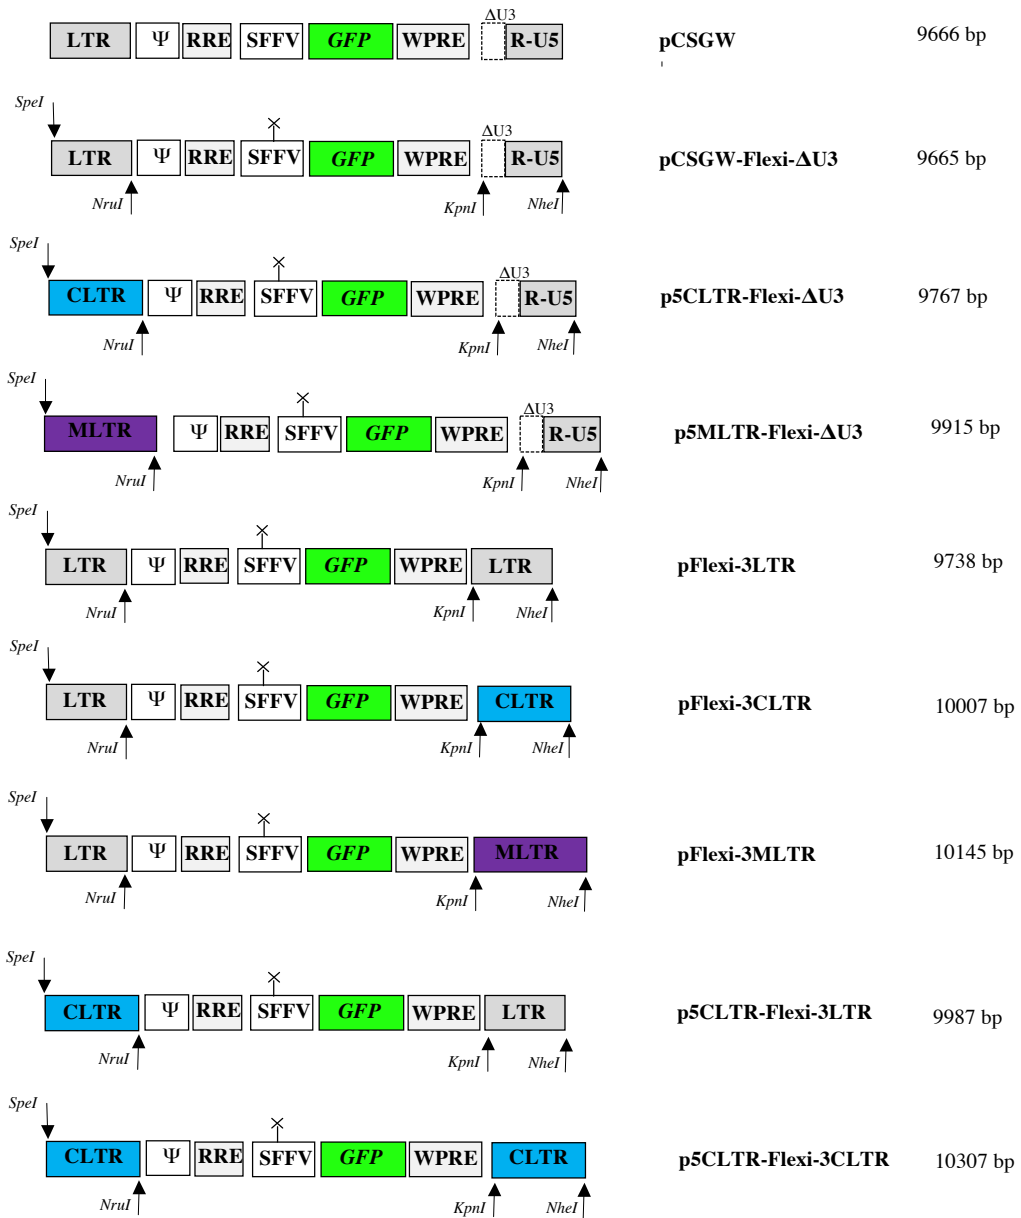 ΔU3
LTR Ψ RRE SFFV GFP WPRE R-U5 pCSGW 9666 bp
SpeI
ΔU3
LTR Ψ RRE SFFV GFP WPRE R-U5 pCSGW-Flexi-ΔU3 9665 bp
NruI KpnI NheI
SpeI
ΔU3
CLTR Ψ RRE SFFV GFP WPRE R-U5 p5CLTR-Flexi-ΔU3 9767 bp
NruI KpnI NheI
SpeI
ΔU3
MLTR Ψ RRE SFFV GFP WPRE R-U5 p5MLTR-Flexi-ΔU3 9915 bp
NruI KpnI NheI
SpeI
LTR Ψ RRE SFFV GFP WPRE LTR pFlexi-3LTR 9738 bp
NruI KpnI NheI
SpeI
LTR Ψ RRE SFFV GFP WPRE CLTR pFlexi-3CLTR 10007 bp
NruI KpnI NheI
SpeI
LTR Ψ RRE SFFV GFP WPRE MLTR pFlexi-3MLTR 10145 bp
NruI KpnI NheI
SpeI
CLTR Ψ RRE SFFV GFP WPRE LTR p5CLTR-Flexi-3LTR 9987 bp
NruI KpnI NheI
SpeI
CLTR Ψ RRE SFFV GFP WPRE CLTR p5CLTR-Flexi-3CLTR 10307 bp
NruI KpnI NheI